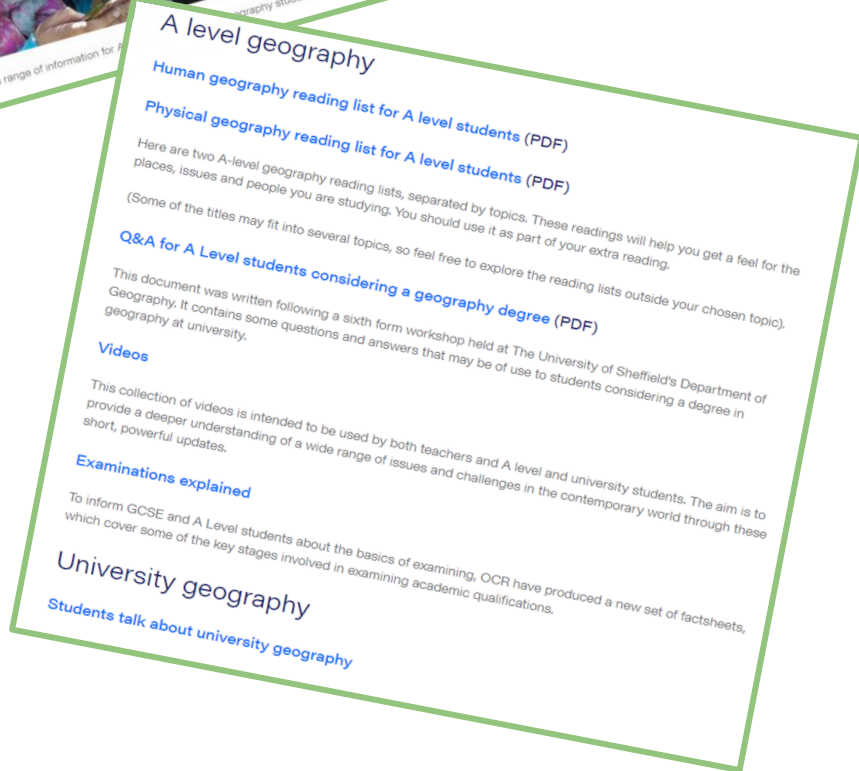 ography stude
range of information for A
A level geography
Human geography reading list for A level students (PDF)
Physical geography reading list for A level students (PDF)
Here are two A-level geography reading lists, separated by topics. These readings will help you get a feel for the
places, issues and people you are studying. You should use it as part of your extra reading.
(Some of the titles may fit into several topics, so feel free to explore the reading lists outside your chosen topic).
Q&A for A Level students considering a geography degree (PDF)
This document was written following a sixth form workshop held at The University of Sheffield's Department of
Geography. It contains some questions and answers that may be of use to students considering a degree in
geography at university.
Videos
This collection of videos is intended to be used by both teachers and A level and university students. The aim is to
provide a deeper understanding of a wide range of issues and challenges in the contemporary world through these
short, powerful updates.
Examinations explained
To inform GCSE and A Level students about the basics of examining, OCR have produced a new set of factsheets,
which cover some of the key stages involved in examining academic qualifications.
University geography
Students talk about university geography